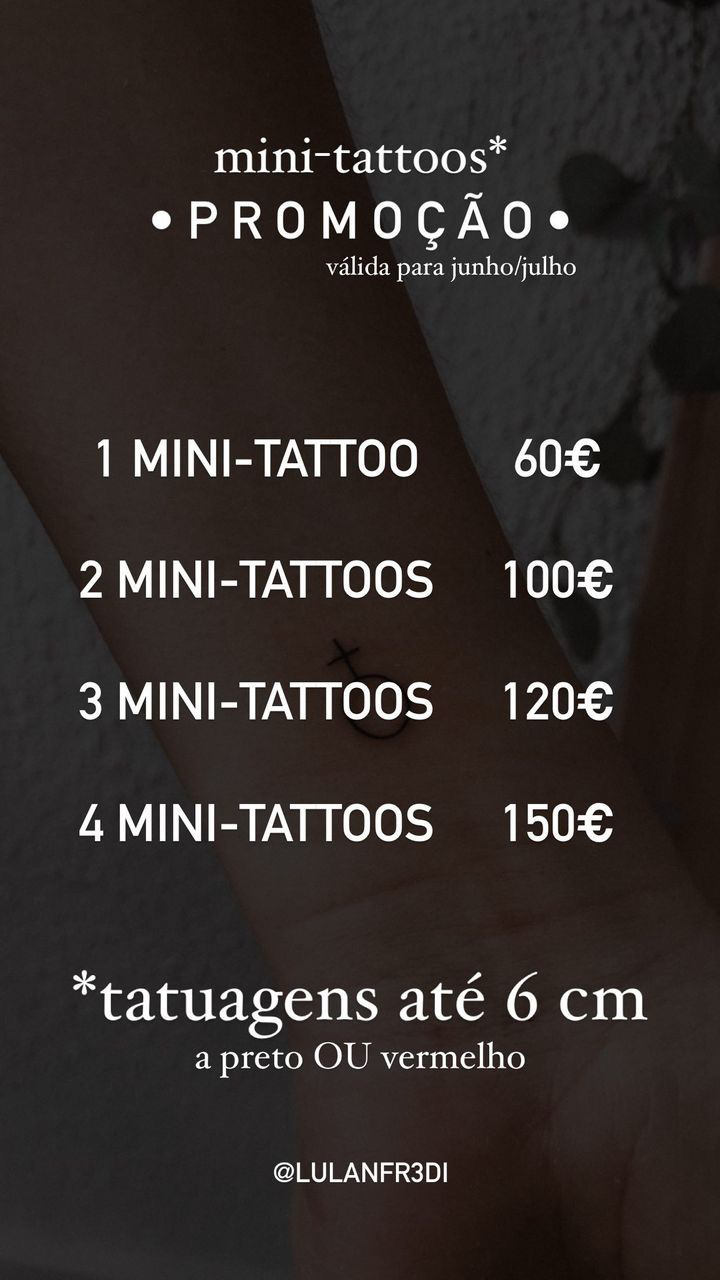 mini-tattoos*
• PROMOÇÃO •
válida para junho/julho
1 MINI-TATTOO 60€
2 MINI-TATTOOS 100€
3 MINI-TATTOOS 120€
4 MINI-TATTOOS 150€
*tatuagens até 6 cm
a preto OU vermelho
@LULANFR3DI